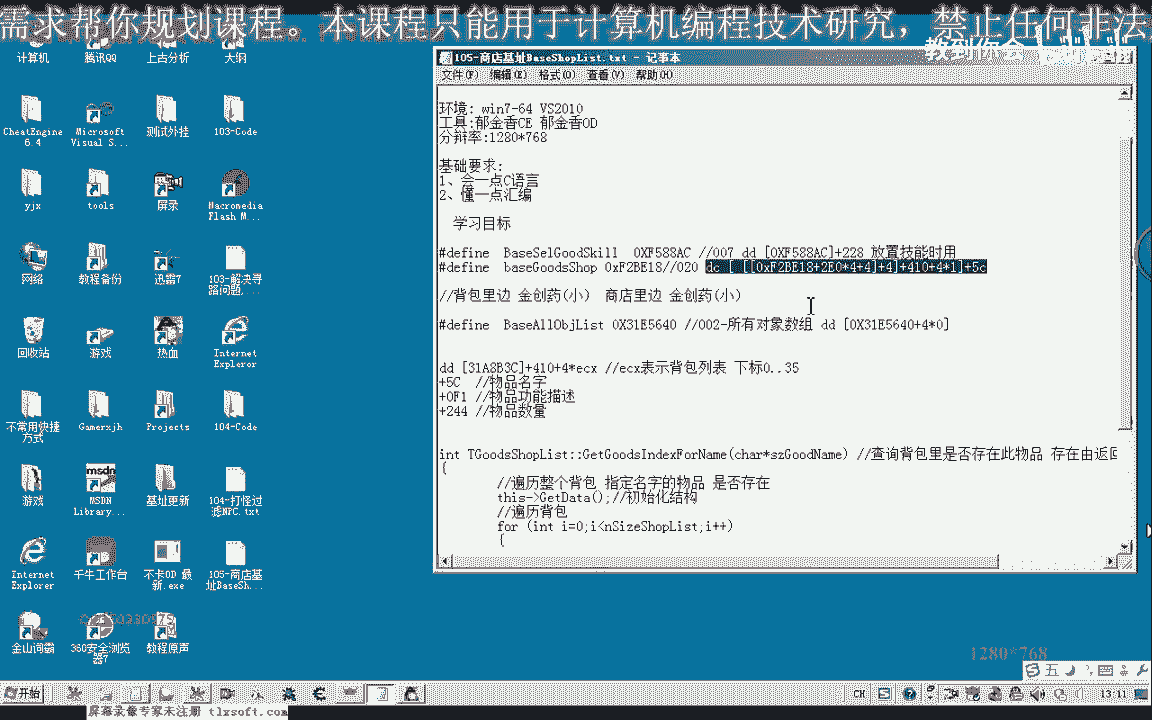 需求帮你规划课程。本课程只能用于计算机编程技术研究，禁止任何非法
教到你会
计算机
腾讯QQ
上古分析
大纲
CheatEngine 6.4
Microsoft Visual S...
测试外挂
103-Code
yjx
tools
屏录
Macromedia Flash M...
网络
教程备份
迅雷7
103-解决寻路问题...
回收站
游戏
热血
Internet Explorer
不常用快捷方式
Gamerxjh
Projects
104-Code
游戏
MSDN Library...
基址更新
104-打怪过滤NPC.txt
Internet Explorer
千牛工作台
不卡OD 最新.exe
105-商店基址BaseSh...
金山词霸
360安全浏览器7
教程原声
105-商店基址BaseShopList.txt - 记事本
文件(F) 编辑(E) 格式(O) 查看(V) 帮助(H)
环境: win7-64 VS2010
工具:郁金香CE 郁金香OD
分辩率:1280*768
基础要求:
1、会一点C语言
2、懂一点汇编
学习目标
#define BaseSelGoodSkill 0XF588AC //007 dd [0XF588AC]+228 放置技能时用
#define baseGoodsShop 0xF2BE18//020 dc [[[0xF2BE18+2E0*4+4]+4]+410+4*1]+5c
//背包里边 金创药(小) 商店里边 金创药(小)
#define BaseAllObjList 0X31E5640 //002-所有对象数组 dd [0X31E5640+4*0]
dd [31A8B3C]+410+4*ecx //ecx表示背包列表 下标0..35
+5C //物品名字
+0F1 //物品功能描述
+244 //物品数量
int TGoodsShopList::GetGoodsIndexForName(char*szGoodName) //查询背包里是否存在此物品 存在由返回
{
//遍历整个背包 指定名字的物品 是否存在
this->GetData();//初始化结构
//遍历背包
for (int i=0;i<nSizeShopList;i++)
{
1280*768
五
开始
CH
13:11
屏幕录像专家未注册 tlxsoft.com